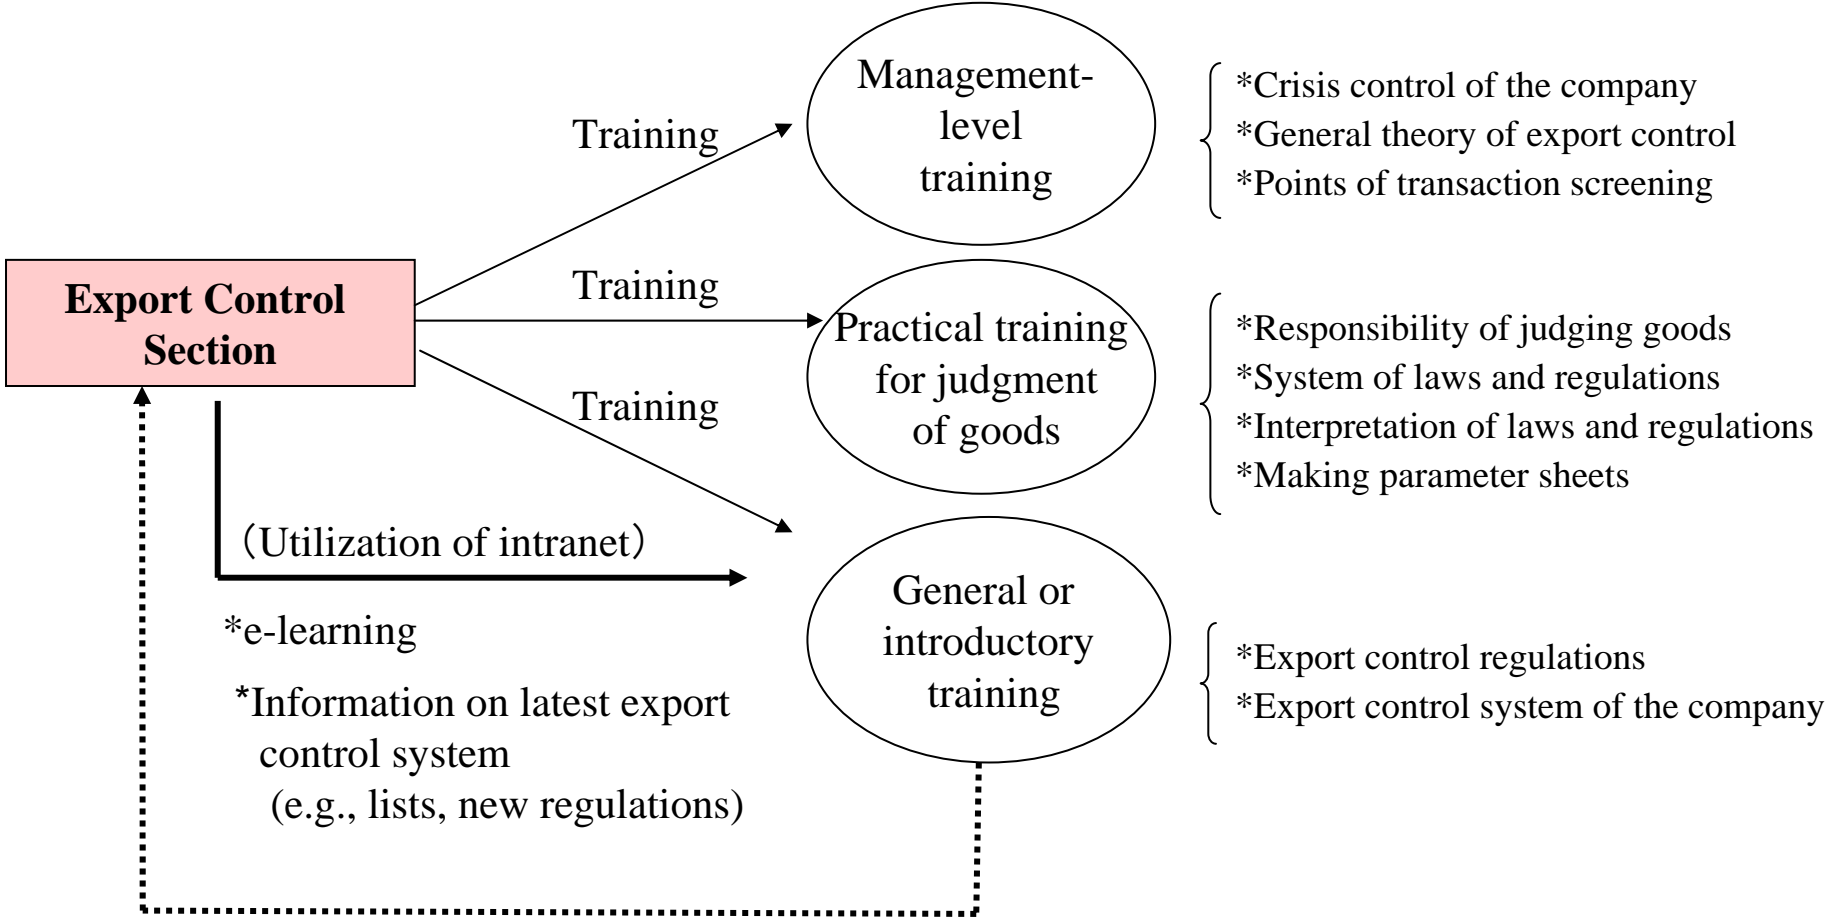 Management-
level
training
*Crisis control of the company
*General theory of export control
*Points of transaction screening
Training
Export Control
Section
Training
Practical training
for judgment
of goods
*Responsibility of judging goods
*System of laws and regulations
*Interpretation of laws and regulations
*Making parameter sheets
Training
（Utilization of intranet）
*e-learning
*Information on latest export
control system
(e.g., lists, new regulations)
General or
introductory
training
*Export control regulations
*Export control system of the company